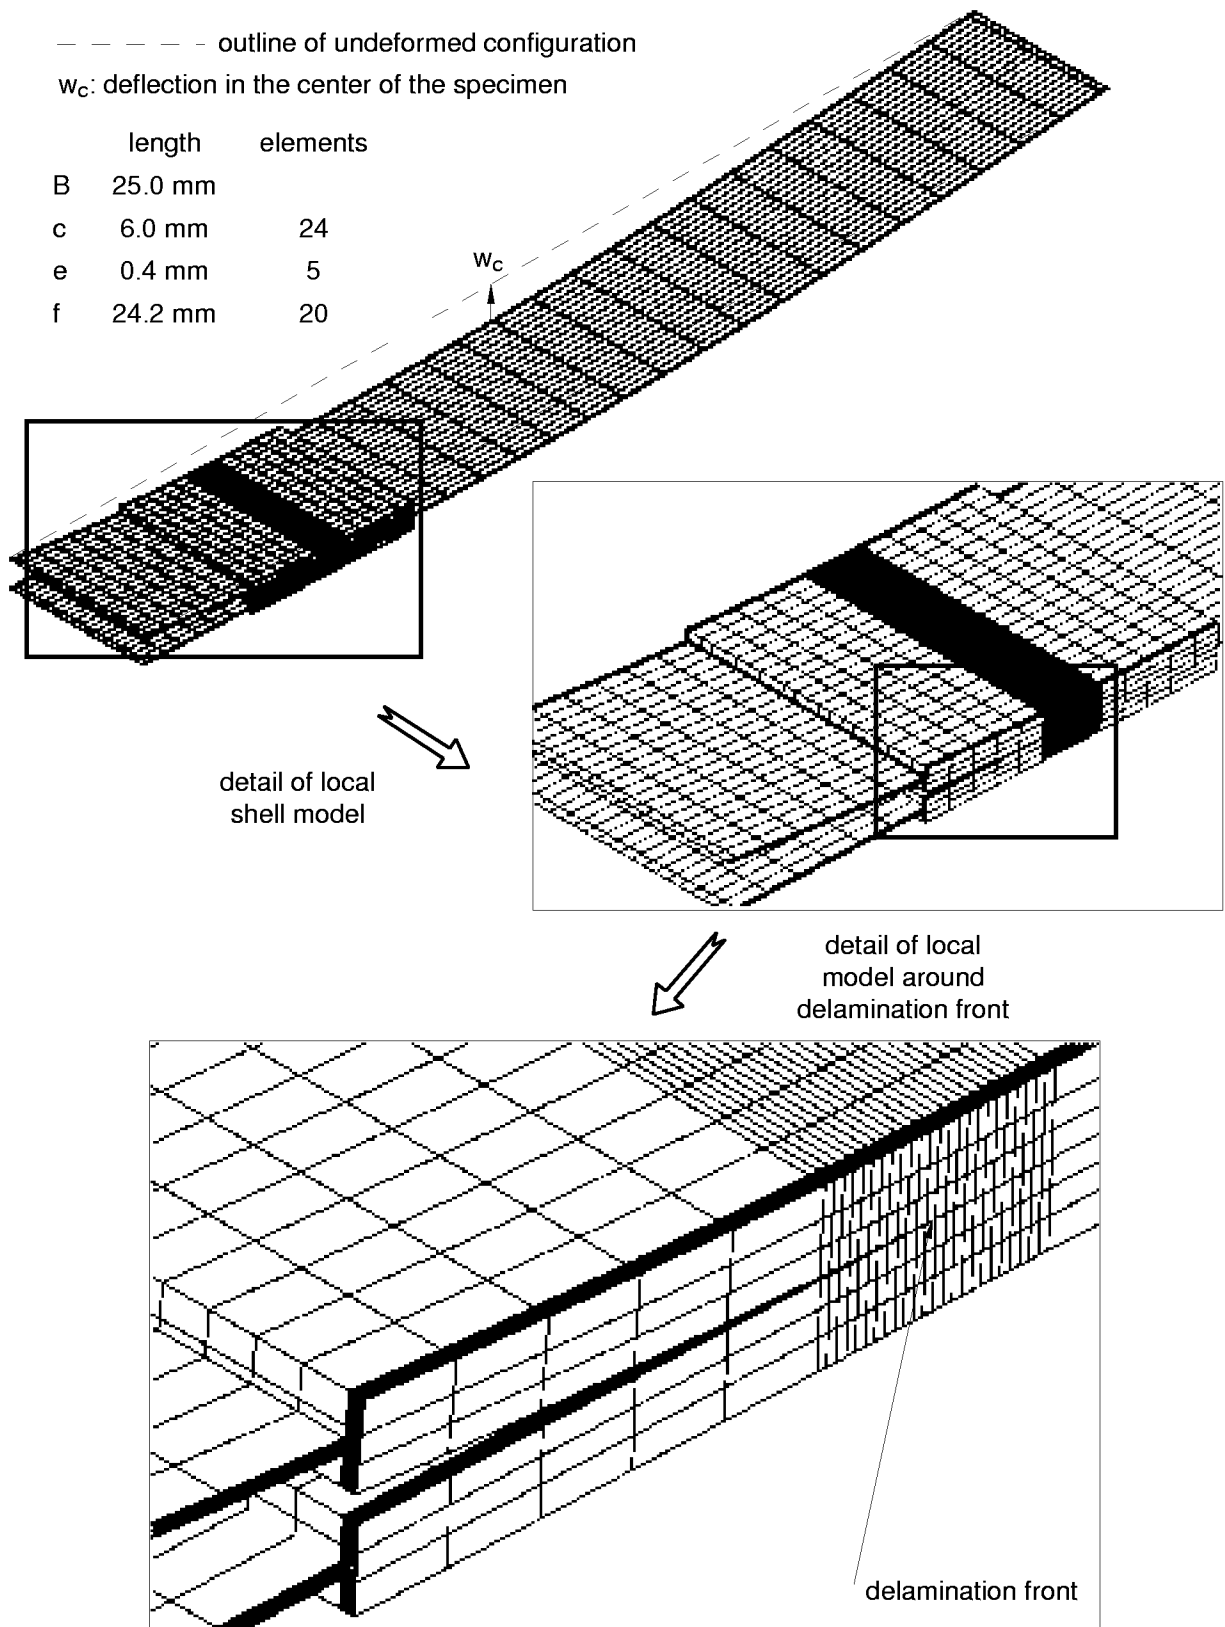 outline of undeformed configuration
wc: deflection in the center of the specimen
length elements
B 25.0 mm
c 6.0 mm 24
e 0.4 mm 5
f 24.2 mm 20
wc
detail of local
shell model
detail of local
model around
delamination front
delamination front